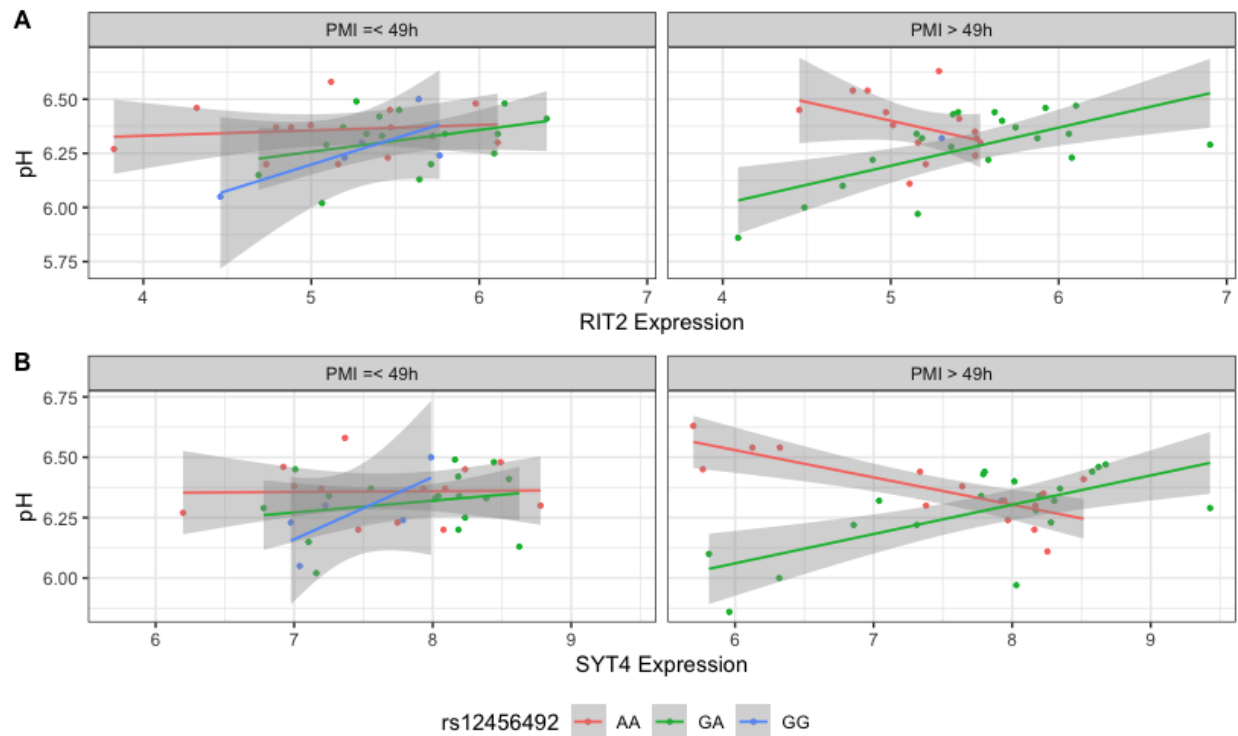 A
PMI =< 49h
PMI > 49h
pH
6.50
6.25
6.00
5.75
4 5 6 7
4 5 6 7
RIT2 Expression
B
PMI =< 49h
PMI > 49h
pH
6.75
6.50
6.25
6.00
6 7 8 9
6 7 8 9
SYT4 Expression
rs12456492 AA GA GG